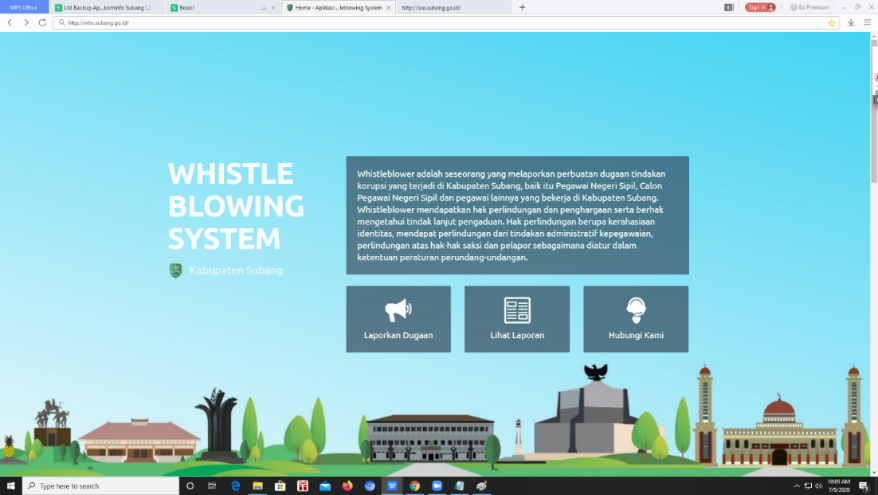 WPS Office
List Backup Ap...kominfo Subang
Book1
Home - Aplikasi ...leblowing System
http://wbs.subang.go.id/
Sign in
Go Premium
http://wbs.subang.go.id/
WHISTLE
BLOWING
SYSTEM
Kabupaten Subang
Whistleblower adalah seseorang yang melaporkan perbuatan dugaan tindakan
korupsi yang terjadi di Kabupaten Subang, baik itu Pegawai Negeri Sipil, Calon
Pegawai Negeri Sipil dan pegawai lainnya yang bekerja di Kabupaten Subang.
Whistleblower mendapatkan hak perlindungan dan penghargaan serta berhak
mengetahui tindak lanjut pengaduan. Hak perlindungan berupa kerahasiaan
identitas, mendapat perlindungan dari tindakan administratif kepegawaian,
perlindungan atas hak-hak saksi dan pelapor sebagaimana diatur dalam
ketentuan peraturan perundang-undangan.
Laporkan Dugaan
Lihat Laporan
Hubungi Kami
Type here to search
10:09 AM
7/6/2020